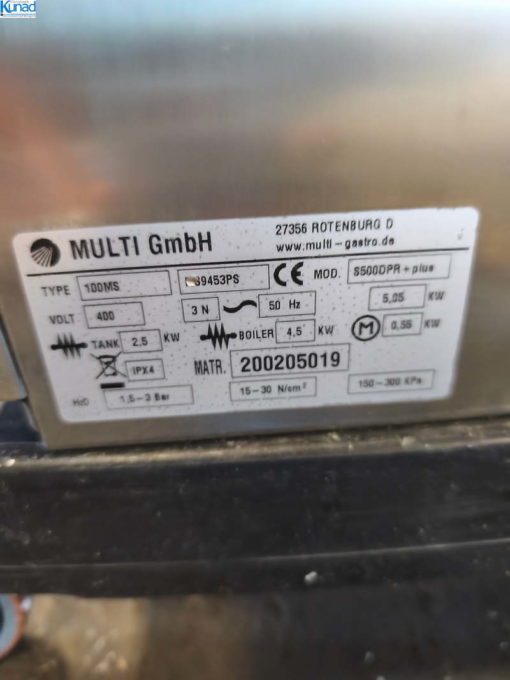 Kunad
MULTI GmbH
27356 ROTENBURG D
www.multi-gastro.de
TYPE 100MS 39453PS CE MOD. S500DPR + plus
VOLT 400 3 N 50 Hz 5,05 KW
TANK 2,5 KW BOILER 4,5 KW M 0,55 KW
IPX4 MATR. 200205019
H2O 1,5-3 Bar 15-30 N/cm² 150-300 KPa